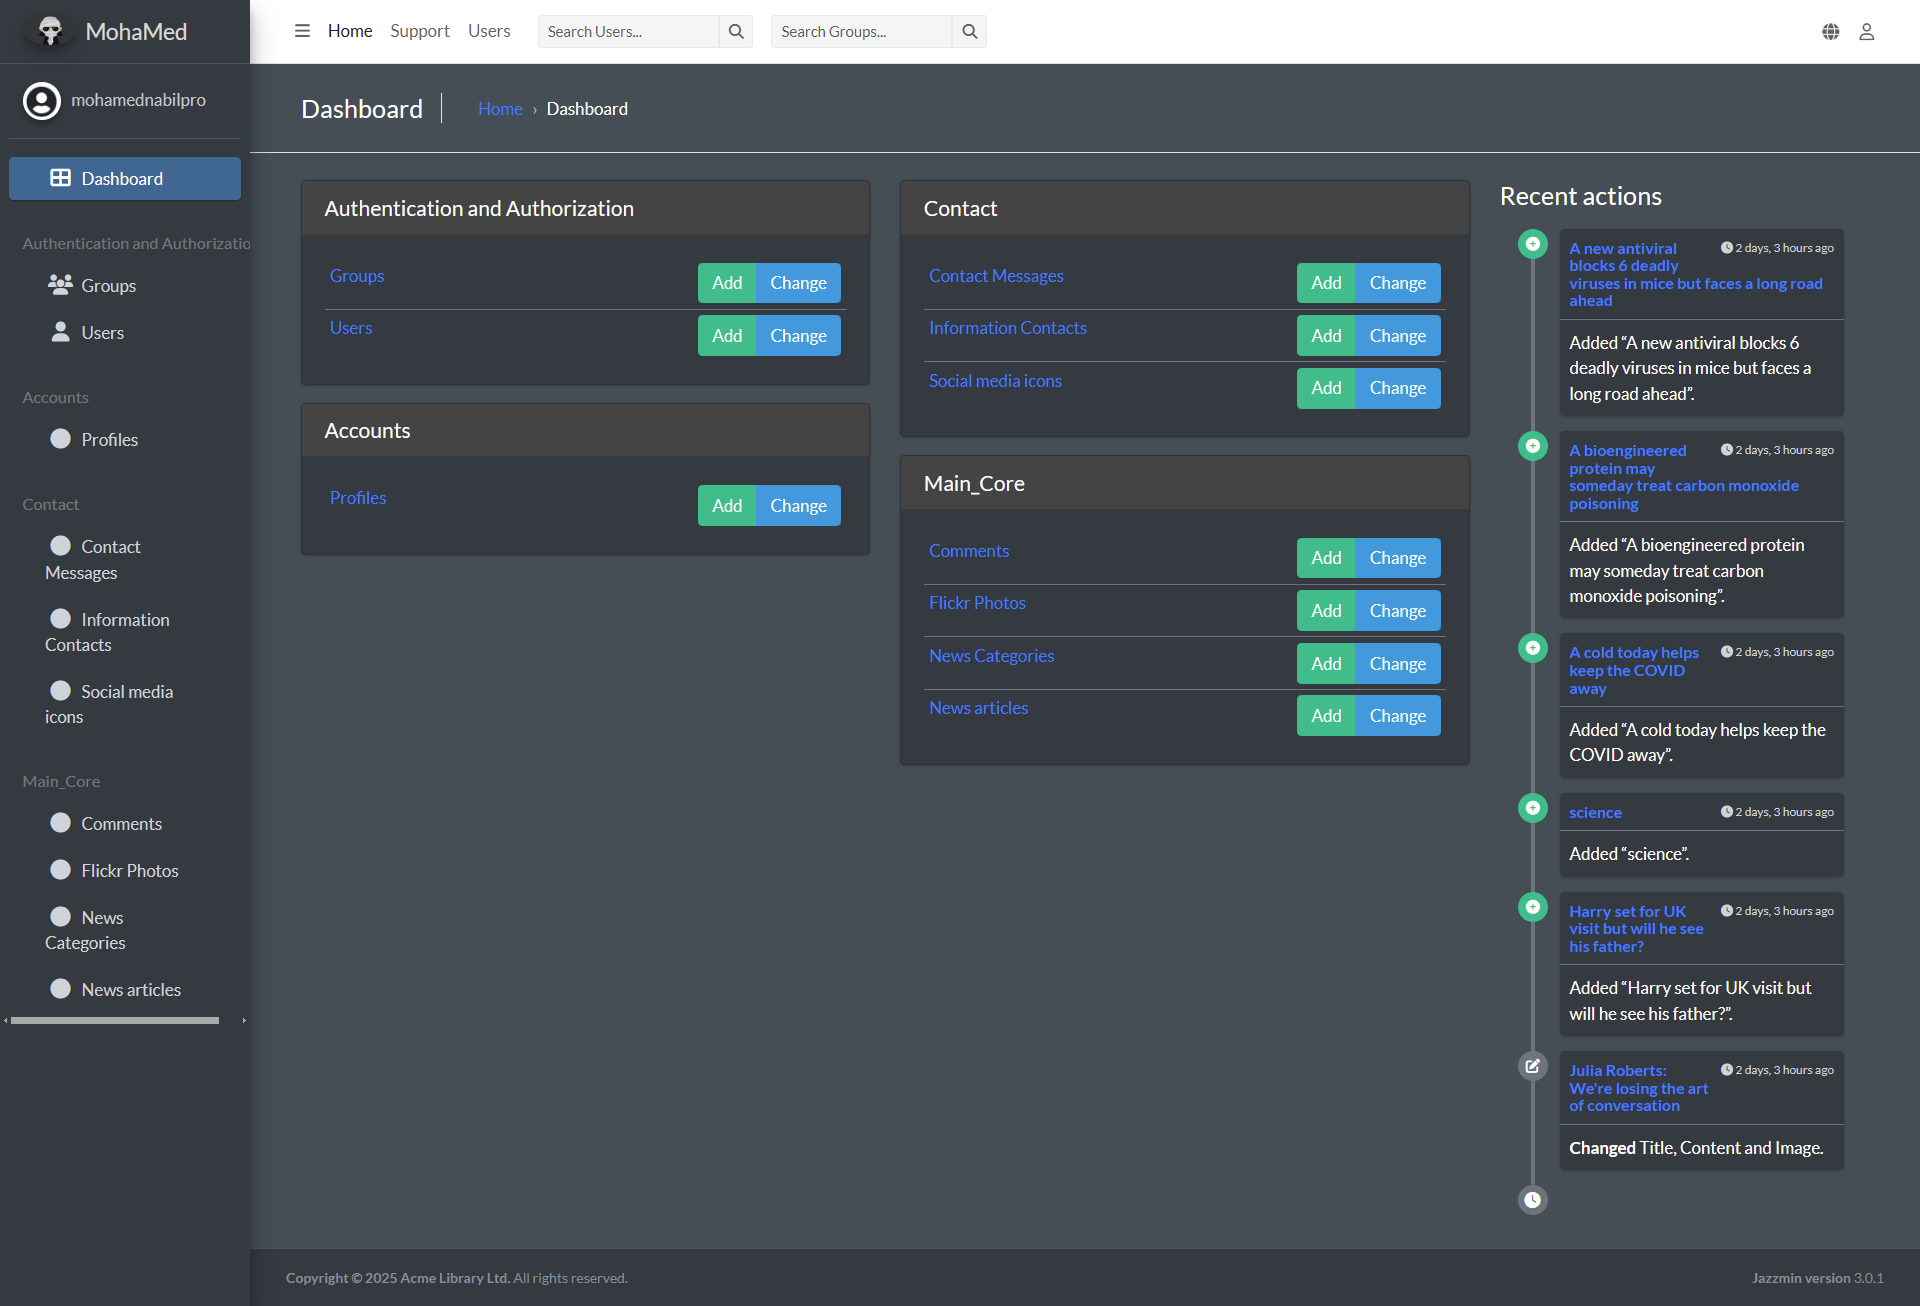 MohaMed
mohamednabilpro
Dashboard
Authentication and Authorizatio
Groups
Users
Accounts
Profiles
Contact
Contact
Messages
Information
Contacts
Social media
icons
Main_Core
Comments
Flickr Photos
News
Categories
News articles
Home Support Users Search Users... Search Groups...
Dashboard Home › Dashboard
Authentication and Authorization
Groups Add Change
Users Add Change
Accounts
Profiles Add Change
Contact
Contact Messages Add Change
Information Contacts Add Change
Social media icons Add Change
Main_Core
Comments Add Change
Flickr Photos Add Change
News Categories Add Change
News articles Add Change
Recent actions
A new antiviral 2 days, 3 hours ago
blocks 6 deadly
viruses in mice but faces a long road
ahead
Added “A new antiviral blocks 6
deadly viruses in mice but faces a
long road ahead”.
A bioengineered 2 days, 3 hours ago
protein may
someday treat carbon monoxide
poisoning
Added “A bioengineered protein
may someday treat carbon
monoxide poisoning”.
A cold today helps 2 days, 3 hours ago
keep the COVID
away
Added “A cold today helps keep the
COVID away”.
science 2 days, 3 hours ago
Added “science”.
Harry set for UK 2 days, 3 hours ago
visit but will he see
his father?
Added “Harry set for UK visit but
will he see his father?”.
Julia Roberts: 2 days, 3 hours ago
We're losing the art
of conversation
Changed Title, Content and Image.
Copyright © 2025 Acme Library Ltd. All rights reserved.
Jazzmin version 3.0.1